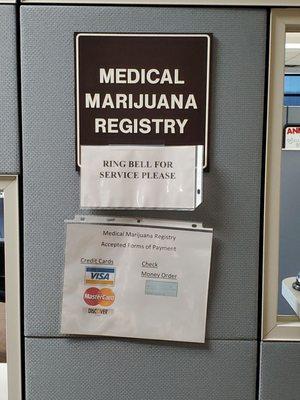 MEDICAL
MARIJUANA
REGISTRY
RING BELL FOR
SERVICE PLEASE
Medical Marijuana Registry
Accepted Forms of Payment
Credit Cards
Check
Money Order
VISA
MasterCard
DISCOVER